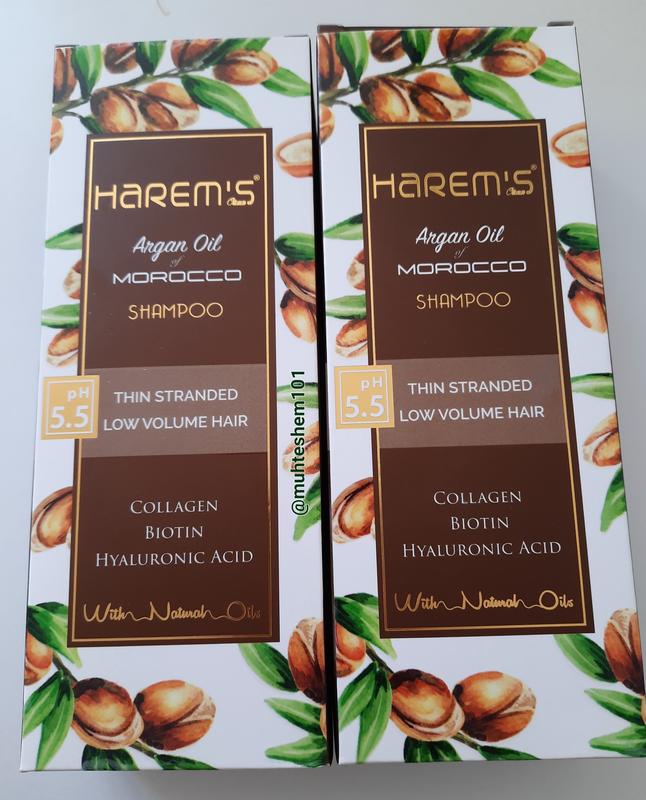 HAREM'S®
Argan Oil
of
MOROCCO
SHAMPOO
pH
5.5
THIN STRANDED
LOW VOLUME HAIR
COLLAGEN
BIOTIN
HYALURONIC ACID
With Natural Oils
@muhteshem101
HAREM'S®
Argan Oil
of
MOROCCO
SHAMPOO
pH
5.5
THIN STRANDED
LOW VOLUME HAIR
COLLAGEN
BIOTIN
HYALURONIC ACID
With Natural Oils